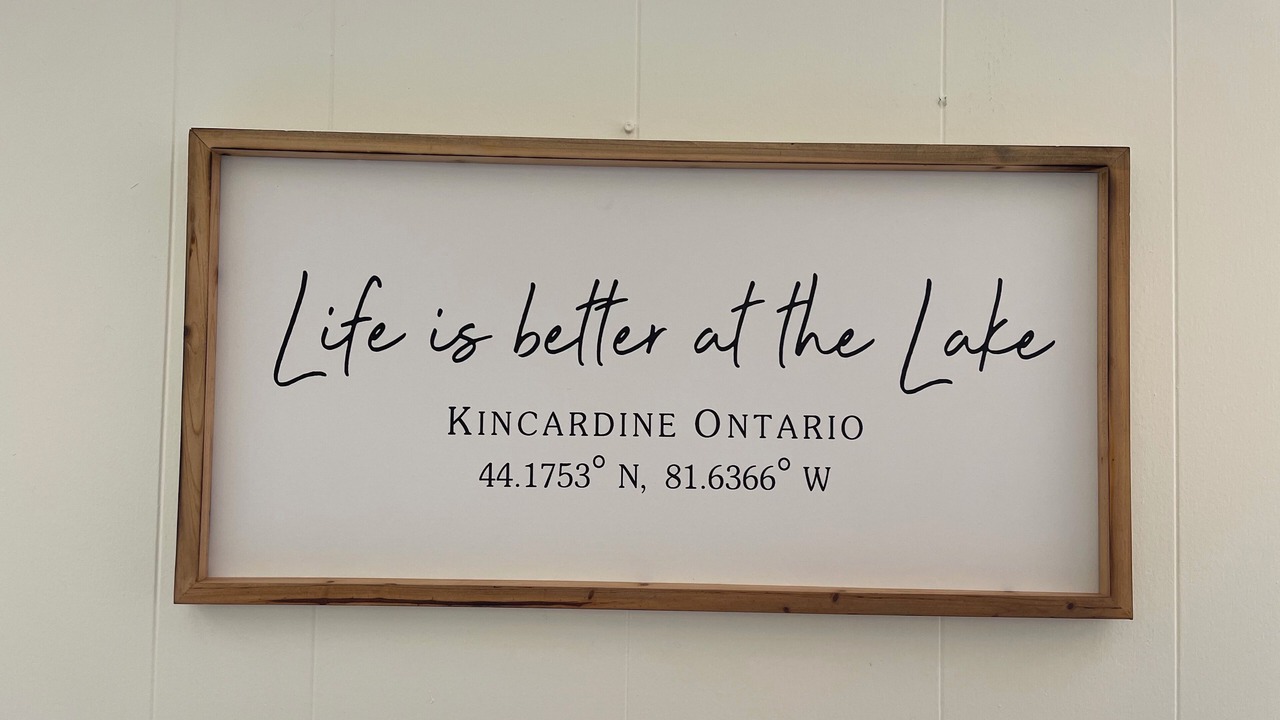 Life is better at the Lake
KINCARDINE ONTARIO
44.1753° N, 81.6366° W